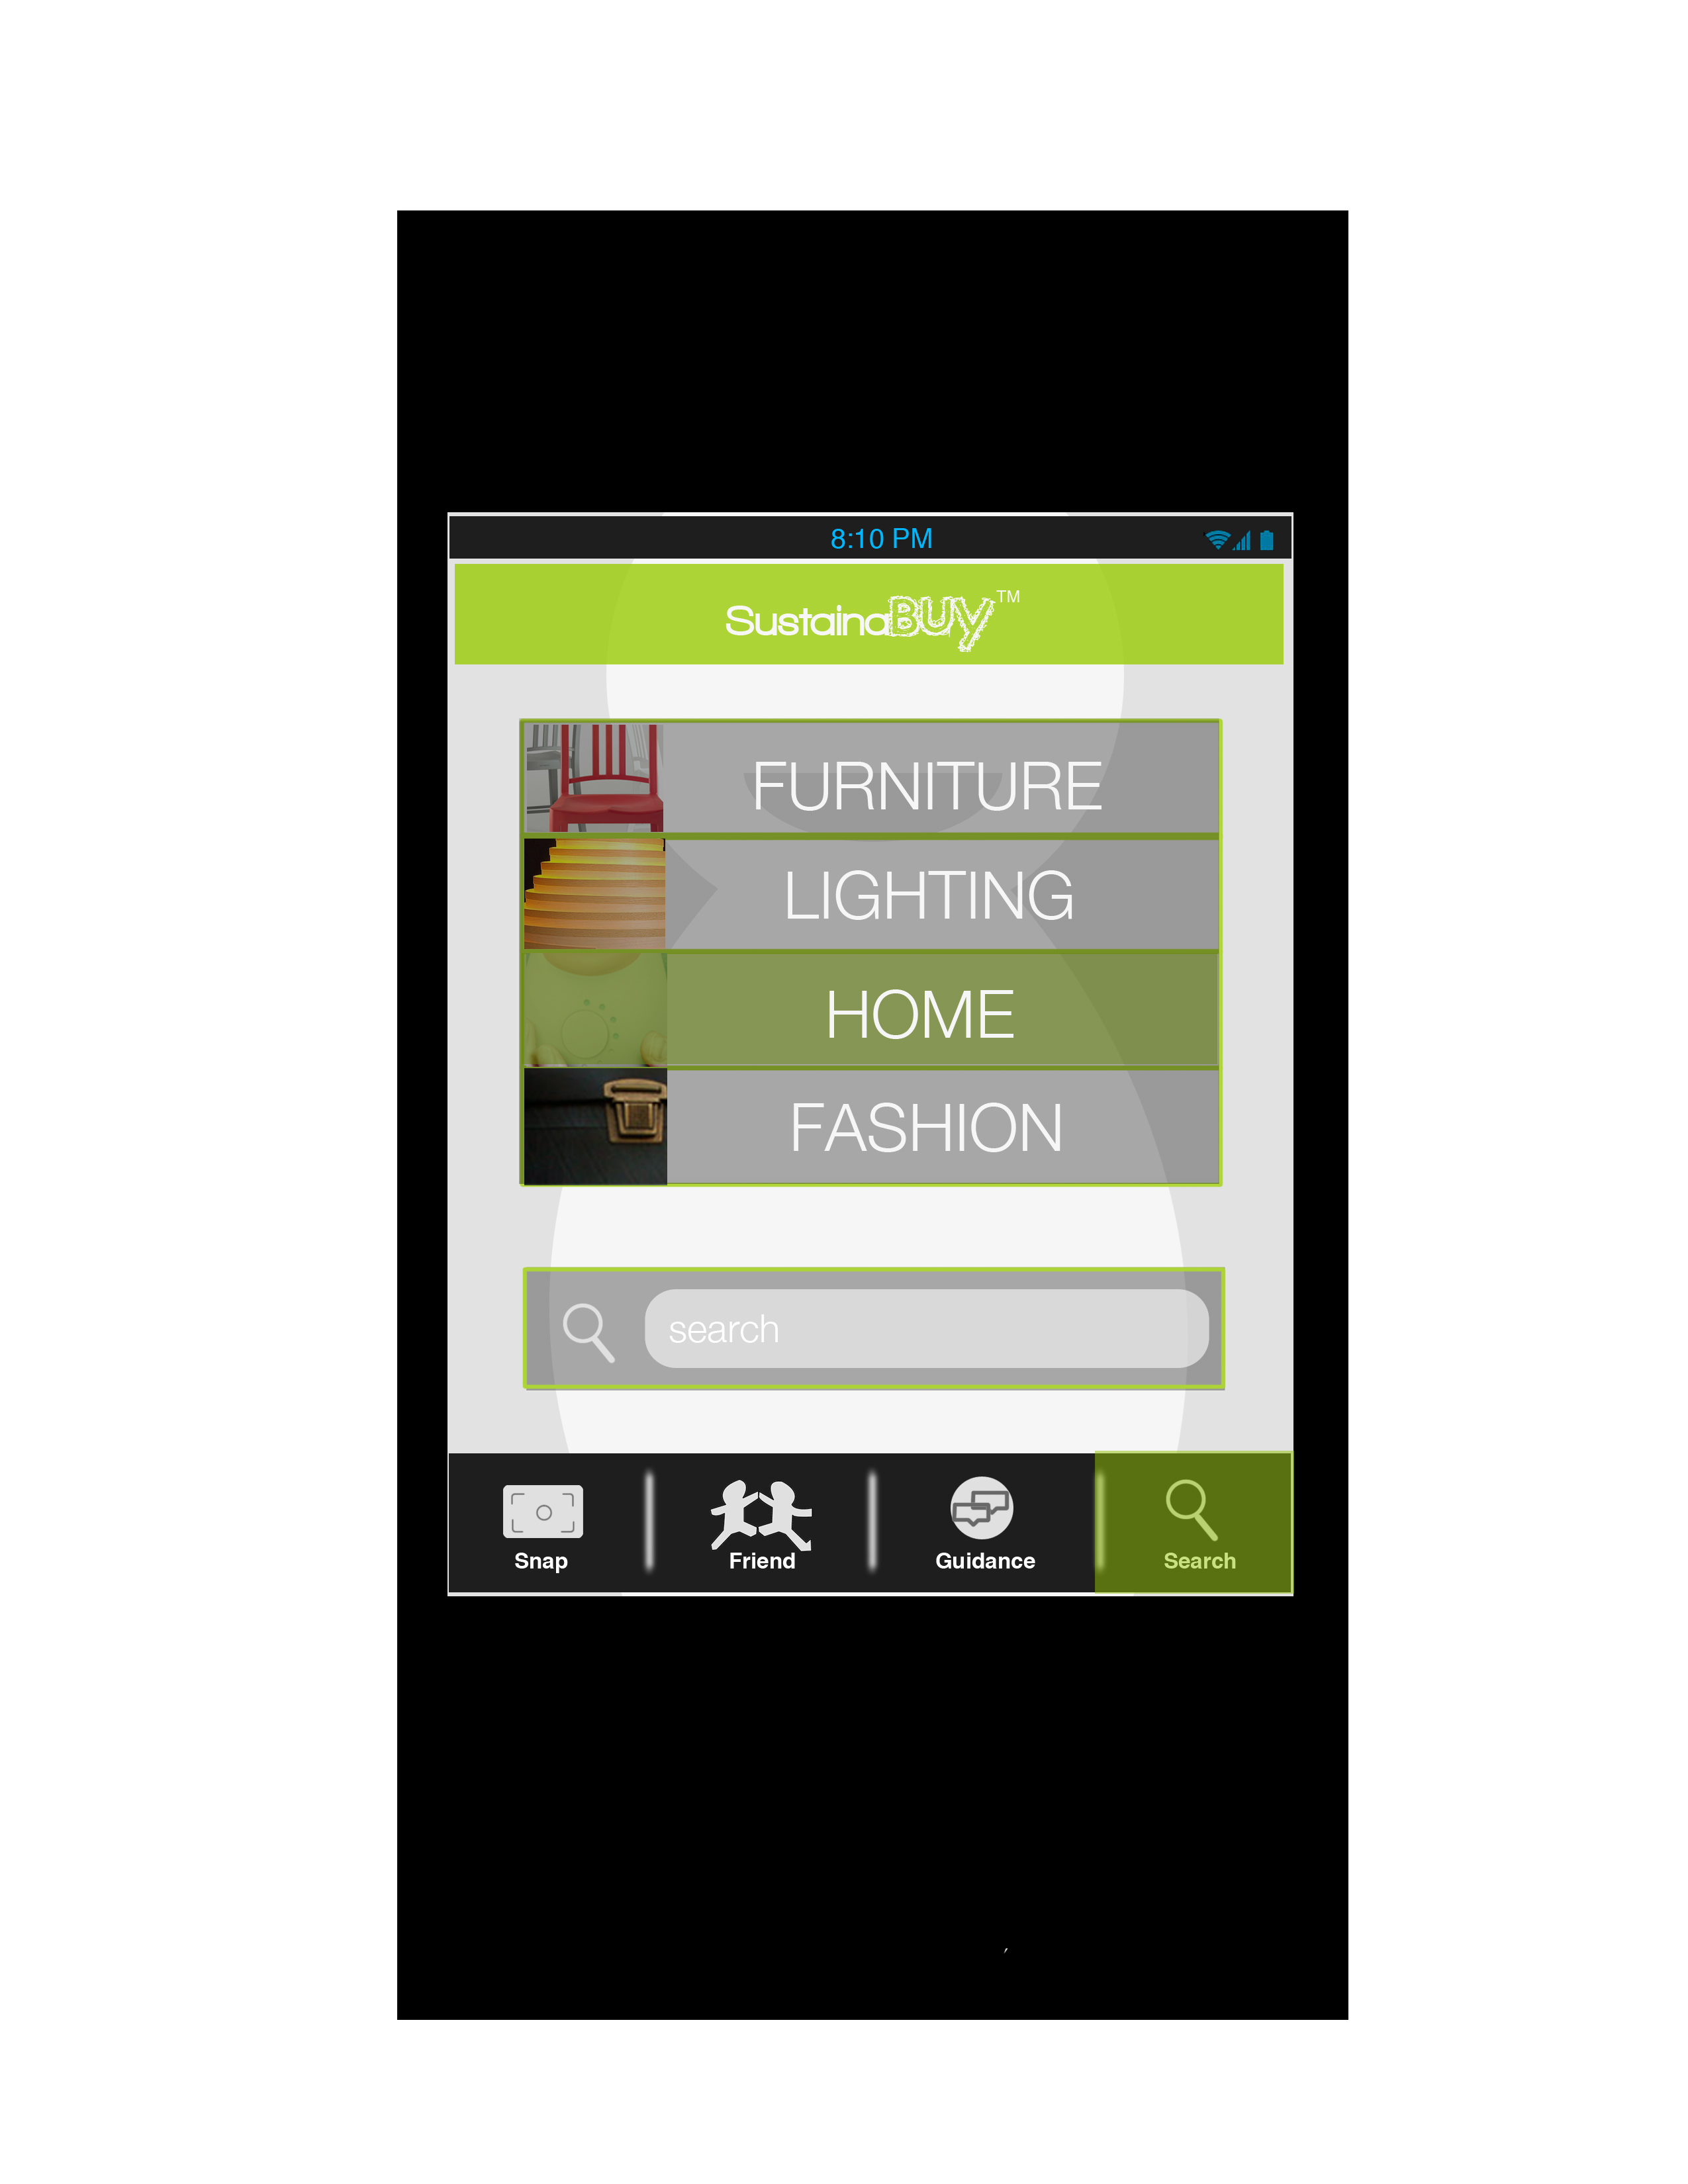 8:10 PM
SustainaBUY™
FURNITURE
LIGHTING
HOME
FASHION
search
Snap
Friend
Guidance
Search